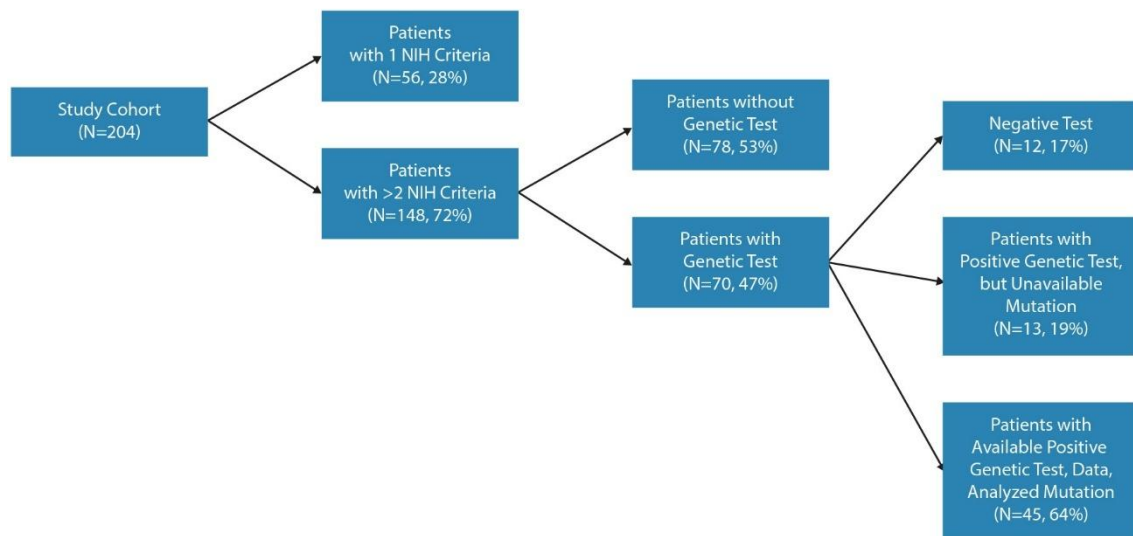 Study Cohort
(N=204)
Patients
with 1 NIH Criteria
(N=56, 28%)
Patients
with >2 NIH Criteria
(N=148, 72%)
Patients without
Genetic Test
(N=78, 53%)
Patients with
Genetic Test
(N=70, 47%)
Negative Test
(N=12, 17%)
Patients with
Positive Genetic Test,
but Unavailable
Mutation
(N=13, 19%)
Patients with
Available Positive
Genetic Test, Data,
Analyzed Mutation
(N=45, 64%)